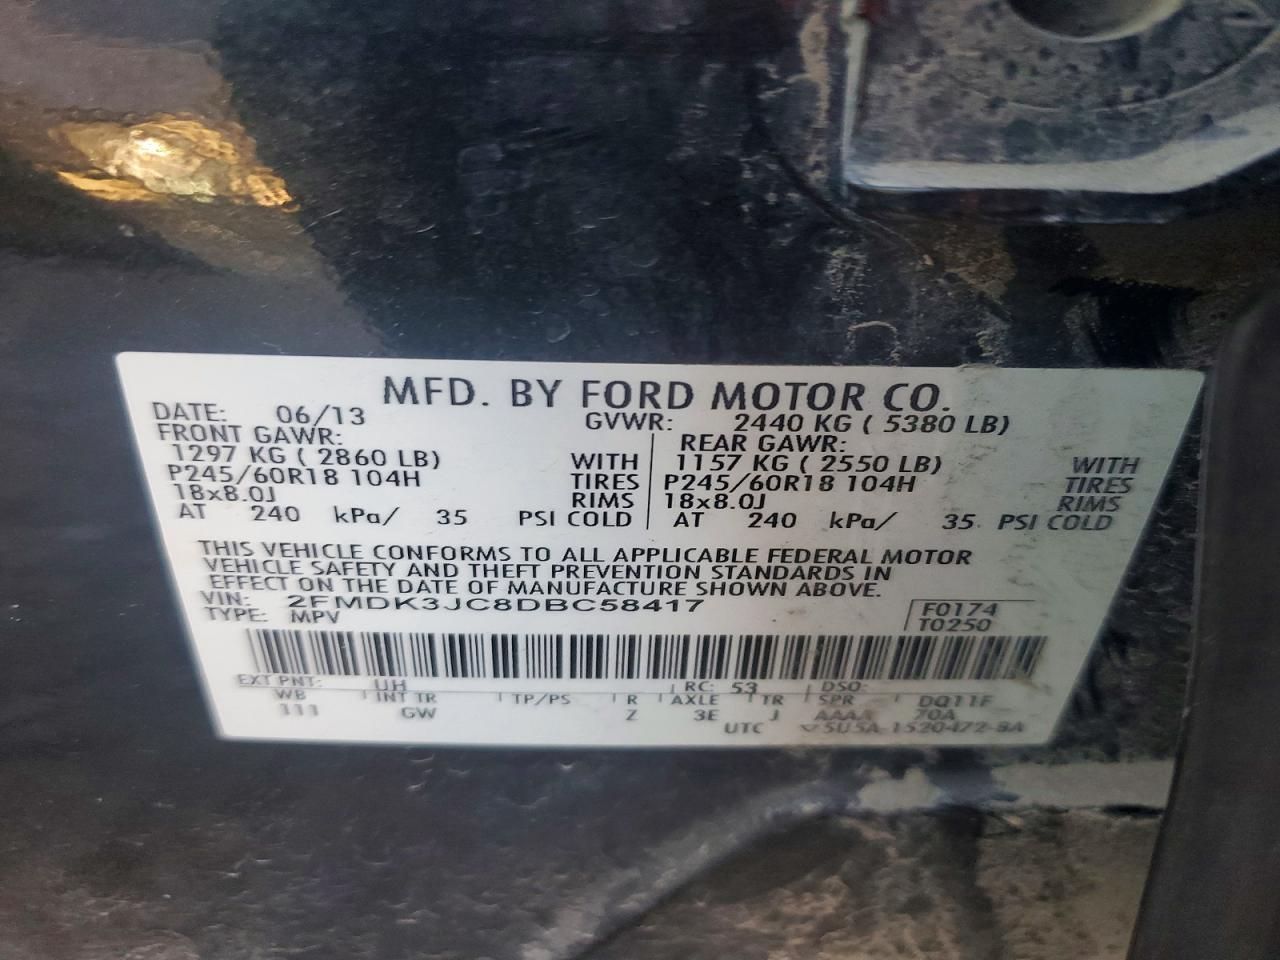 MFD. BY FORD MOTOR CO.
DATE: 06/13 GVWR: 2440 KG ( 5380 LB)
FRONT GAWR: REAR GAWR:
1297 KG ( 2860 LB) WITH 1157 KG ( 2550 LB) WITH
P245/60R18 104H TIRES P245/60R18 104H TIRES
18x8.0J RIMS 18x8.0J RIMS
AT 240 kPa/ 35 PSI COLD AT 240 kPa/ 35 PSI COLD
THIS VEHICLE CONFORMS TO ALL APPLICABLE FEDERAL MOTOR
VEHICLE SAFETY AND THEFT PREVENTION STANDARDS IN
EFFECT ON THE DATE OF MANUFACTURE SHOWN ABOVE.
VIN: 2FMDK3JC8DBC58417 F0174
TYPE: MPV T0250
EXT PNT: UH RC: 53 DSO:
WB INT TR TP/PS R AXLE TR SPR DQ11F
111 GW Z 3E J AAAA 70A
UTC